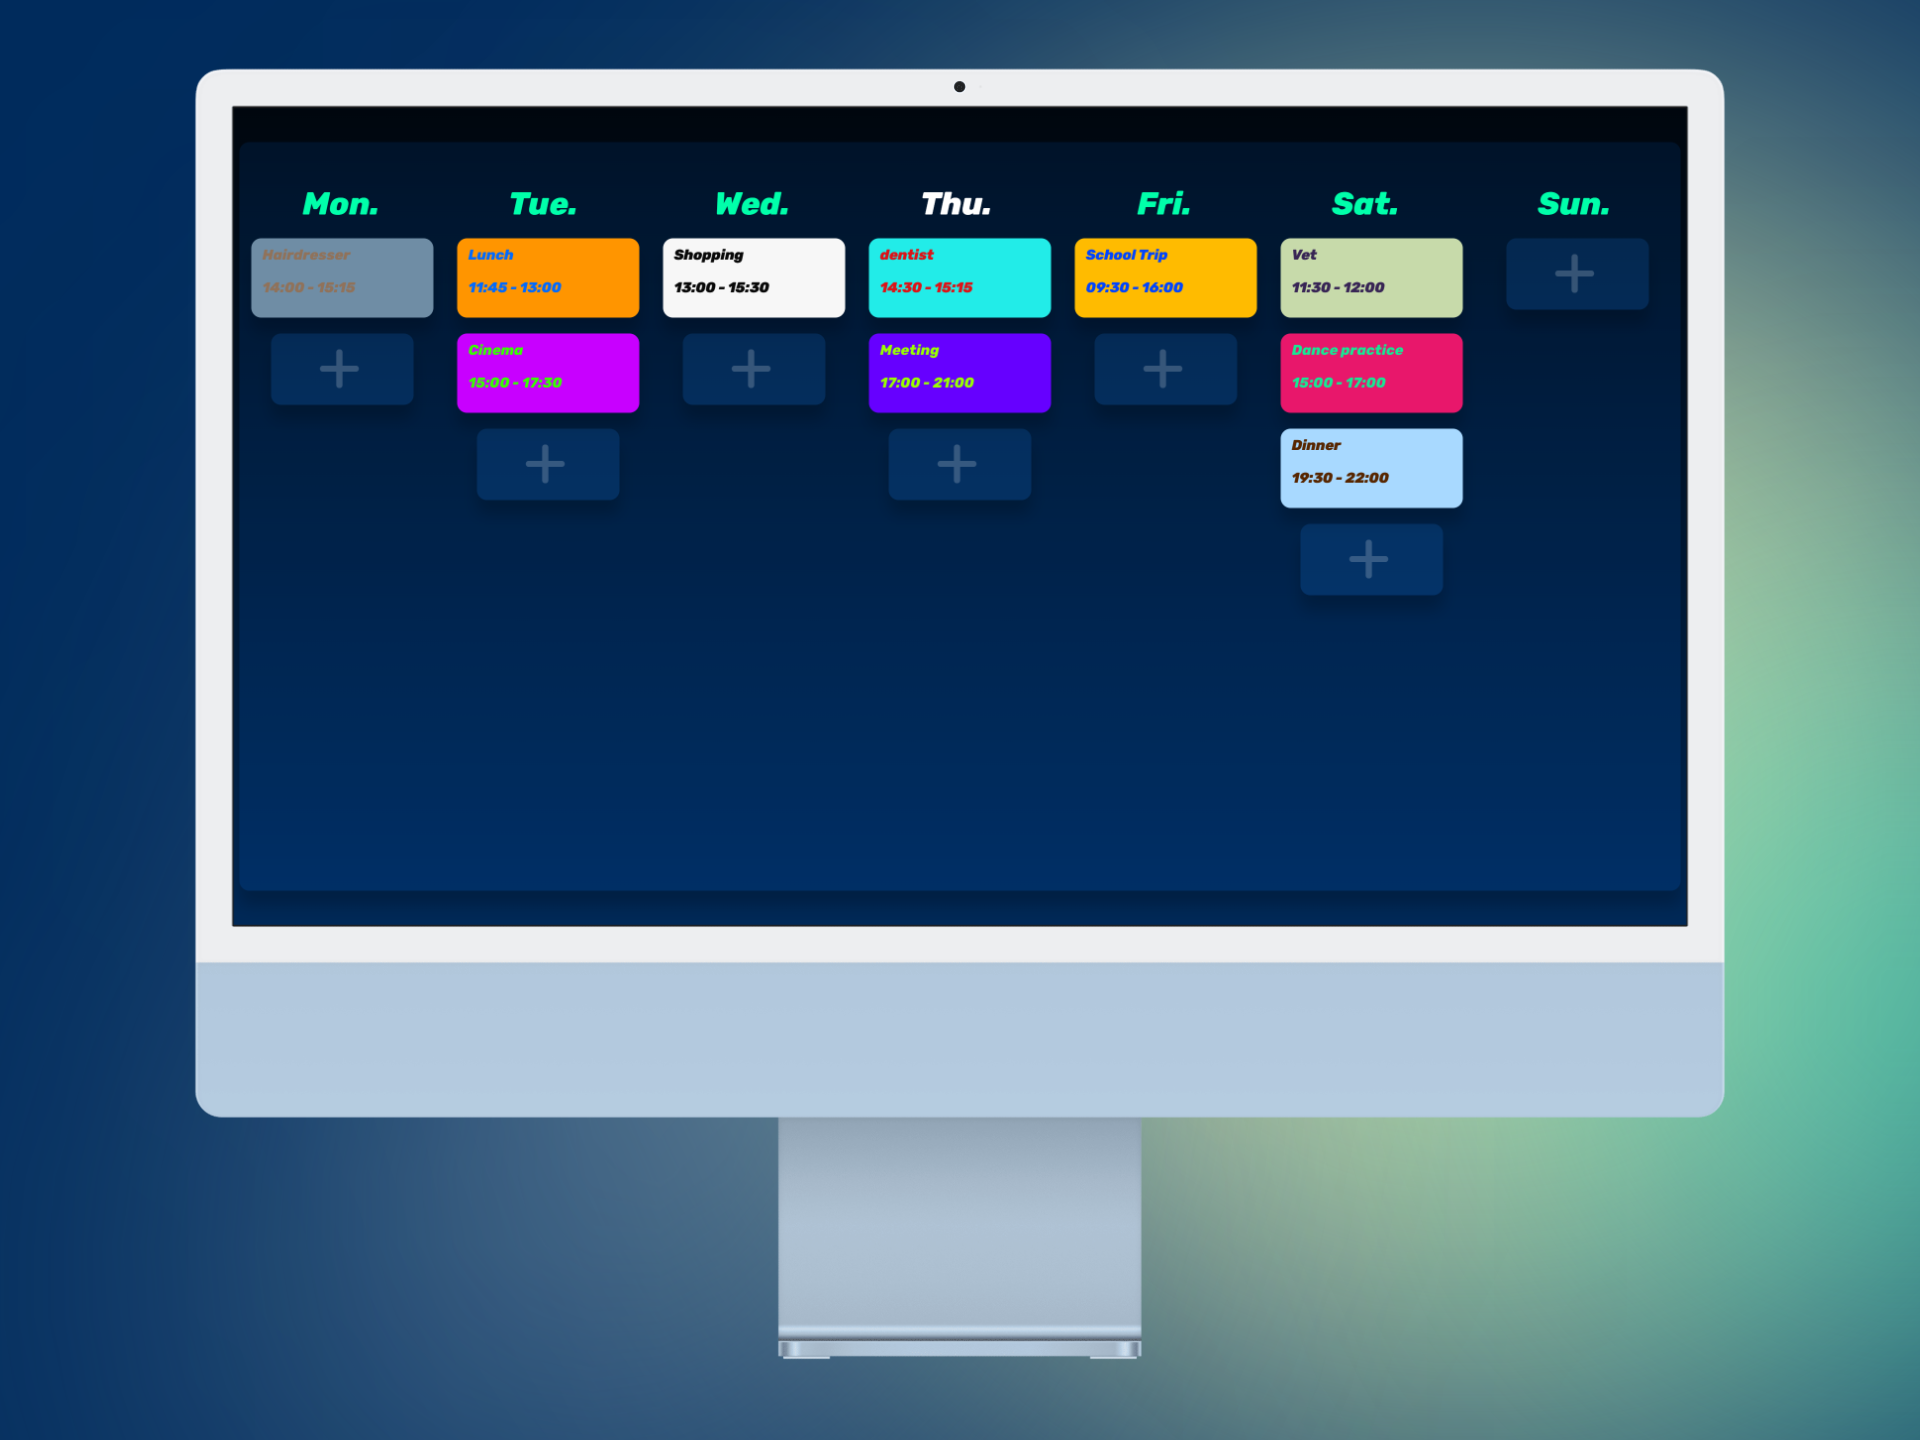 Mon.
Tue.
Wed.
Thu.
Fri.
Sat.
Sun.
Hairdresser
14:00 - 15:15
Lunch
11:45 - 13:00
Cinema
15:00 - 17:30
Shopping
13:00 - 15:30
dentist
14:30 - 15:15
Meeting
17:00 - 21:00
School Trip
09:30 - 16:00
Vet
11:30 - 12:00
Dance practice
15:00 - 17:00
Dinner
19:30 - 22:00